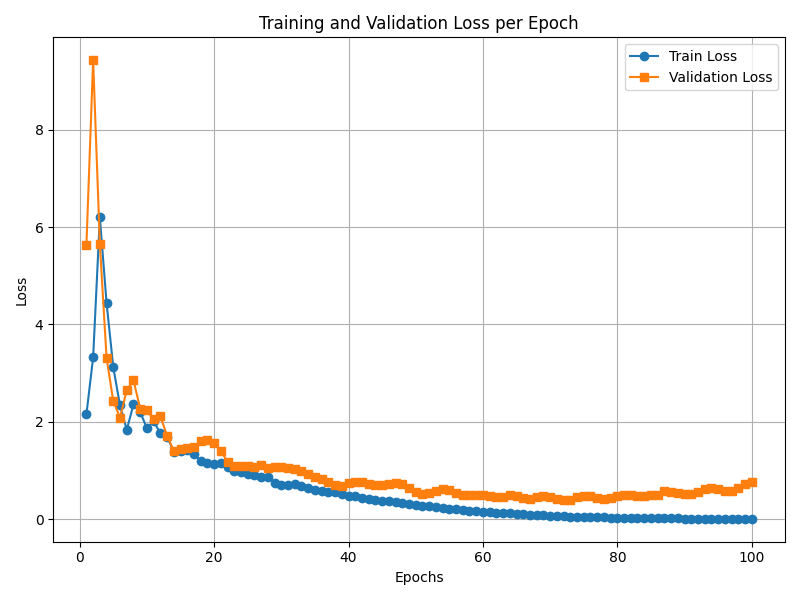 Training and Validation Loss per Epoch
Train Loss
Validation Loss
Loss
8
6
4
2
0
0 20 40 60 80 100
Epochs